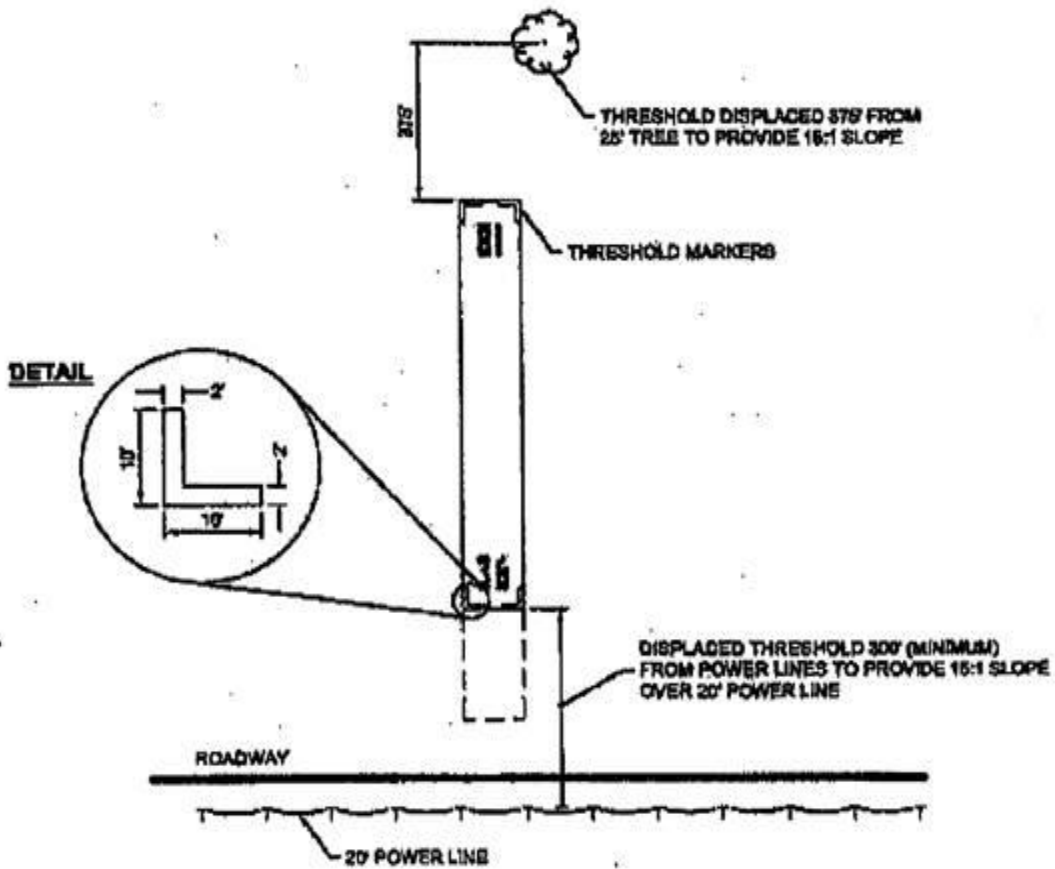 375'
THRESHOLD DISPLACED 375' FROM
25' TREE TO PROVIDE 15:1 SLOPE
THRESHOLD MARKERS
DETAIL
2'
10'
2'
10'
DISPLACED THRESHOLD 300' (MINIMUM)
FROM POWER LINES TO PROVIDE 15:1 SLOPE
OVER 20' POWER LINE
ROADWAY
20' POWER LINE